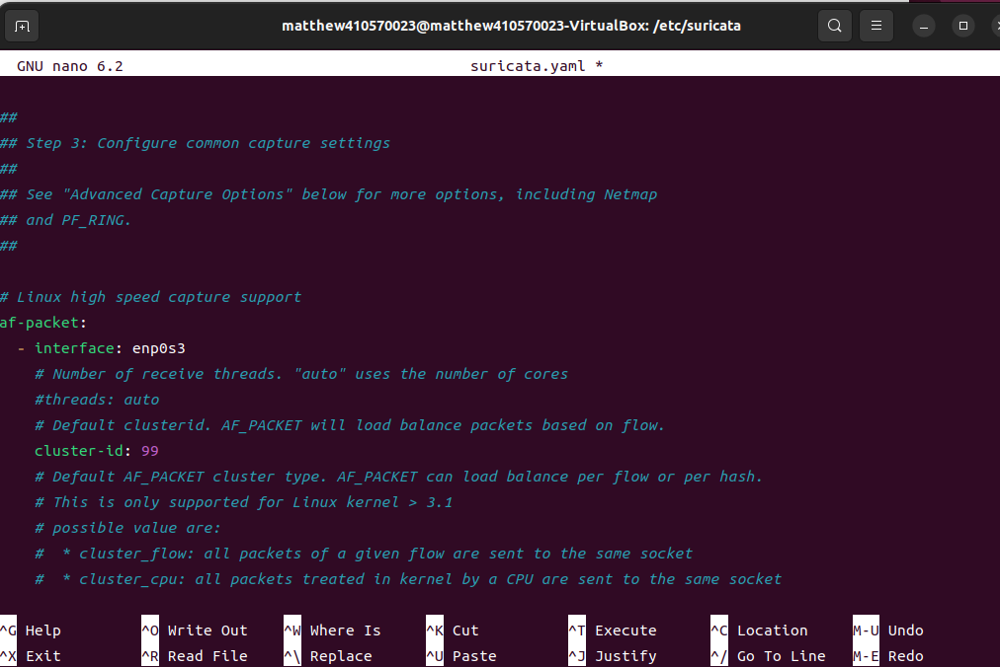 matthew410570023@matthew410570023-VirtualBox: /etc/suricata
GNU nano 6.2 suricata.yaml *
##
## Step 3: Configure common capture settings
##
## See "Advanced Capture Options" below for more options, including Netmap
## and PF_RING.
##
# Linux high speed capture support
af-packet:
  - interface: enp0s3
    # Number of receive threads. "auto" uses the number of cores
    #threads: auto
    # Default clusterid. AF_PACKET will load balance packets based on flow.
    cluster-id: 99
    # Default AF_PACKET cluster type. AF_PACKET can load balance per flow or per hash.
    # This is only supported for Linux kernel > 3.1
    # possible value are:
    #  * cluster_flow: all packets of a given flow are sent to the same socket
    #  * cluster_cpu: all packets treated in kernel by a CPU are sent to the same socket
^G Help ^O Write Out ^W Where Is ^K Cut ^T Execute ^C Location M-U Undo
^X Exit ^R Read File ^\ Replace ^U Paste ^J Justify ^/ Go To Line M-E Redo